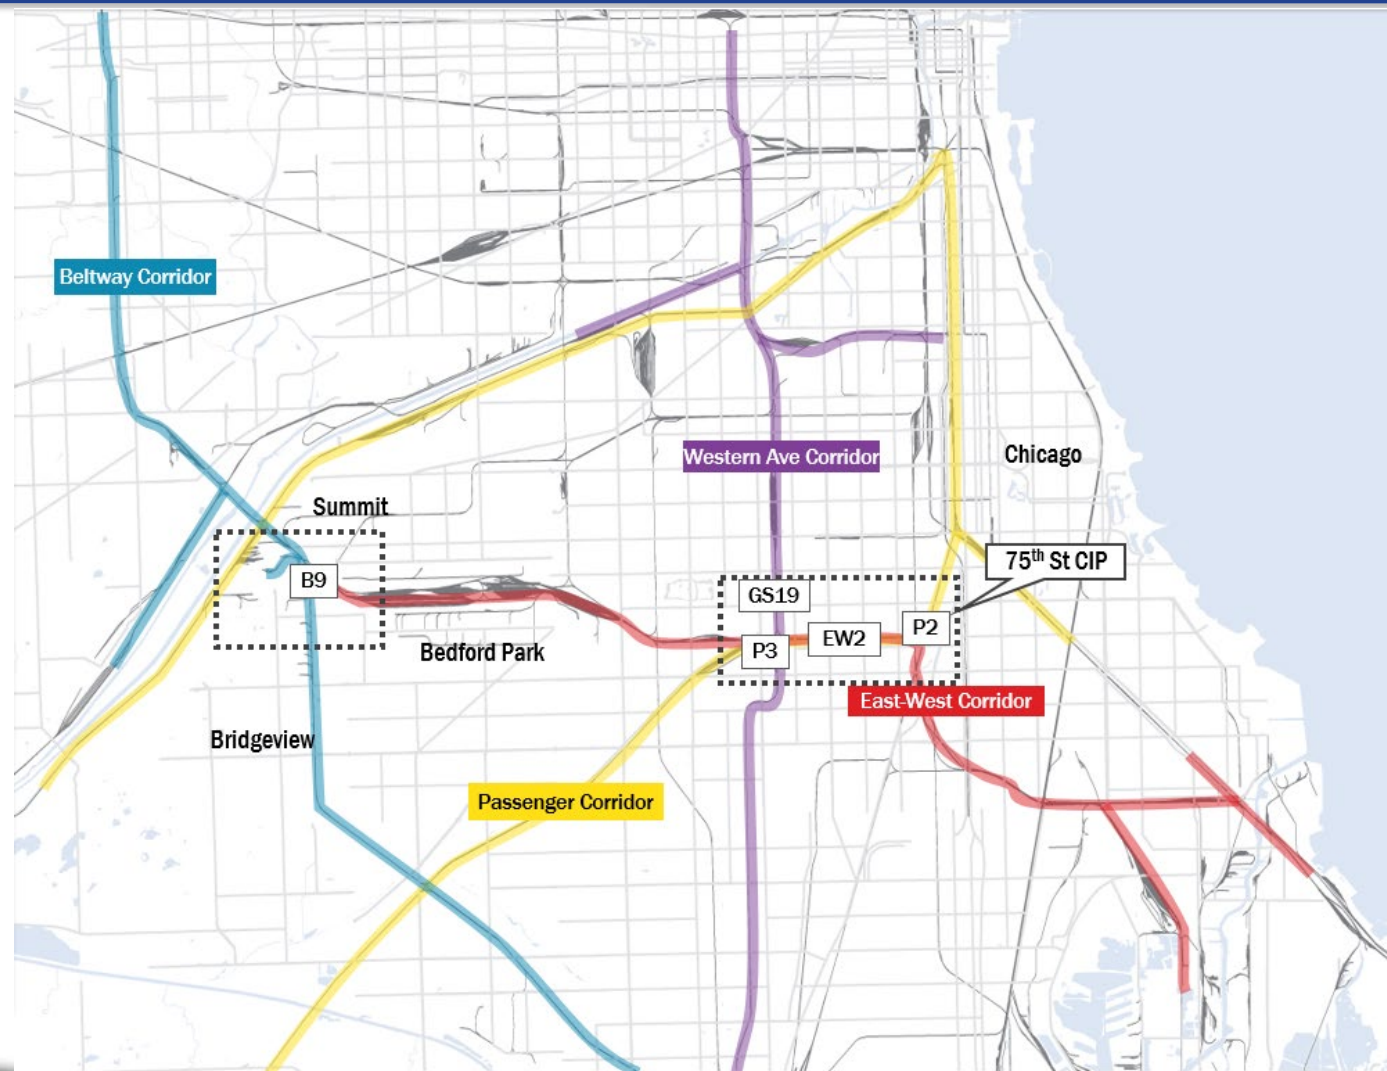 Beltway Corridor
Western Ave Corridor
Chicago
Summit
75th St CIP
B9
GS19
P2
EW2
P3
Bedford Park
East-West Corridor
Bridgeview
Passenger Corridor